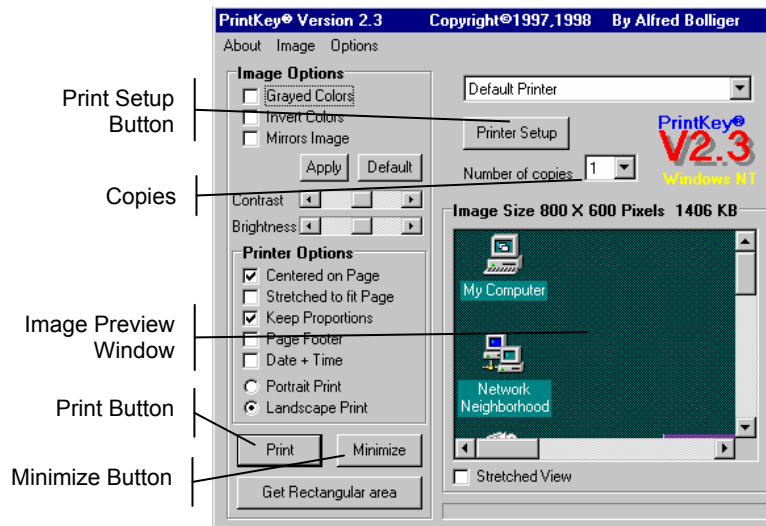 PrintKey® Version 2.3 Copyright©1997,1998 By Alfred Bolliger
About Image Options
Print Setup
Button
Copies
Image Preview
Window
Print Button
Minimize Button
Image Options
Grayed Colors
Invert Colors
Mirrors Image
Apply Default
Contrast
Brightness
Printer Options
Centered on Page
Stretched to fit Page
Keep Proportions
Page Footer
Date + Time
Portrait Print
Landscape Print
Print Minimize
Get Rectangular area
Default Printer
Printer Setup
Number of copies 1
PrintKey®
V2.3
Windows NT
Image Size 800 X 600 Pixels 1406 KB
My Computer
Network
Neighborhood
Stretched View